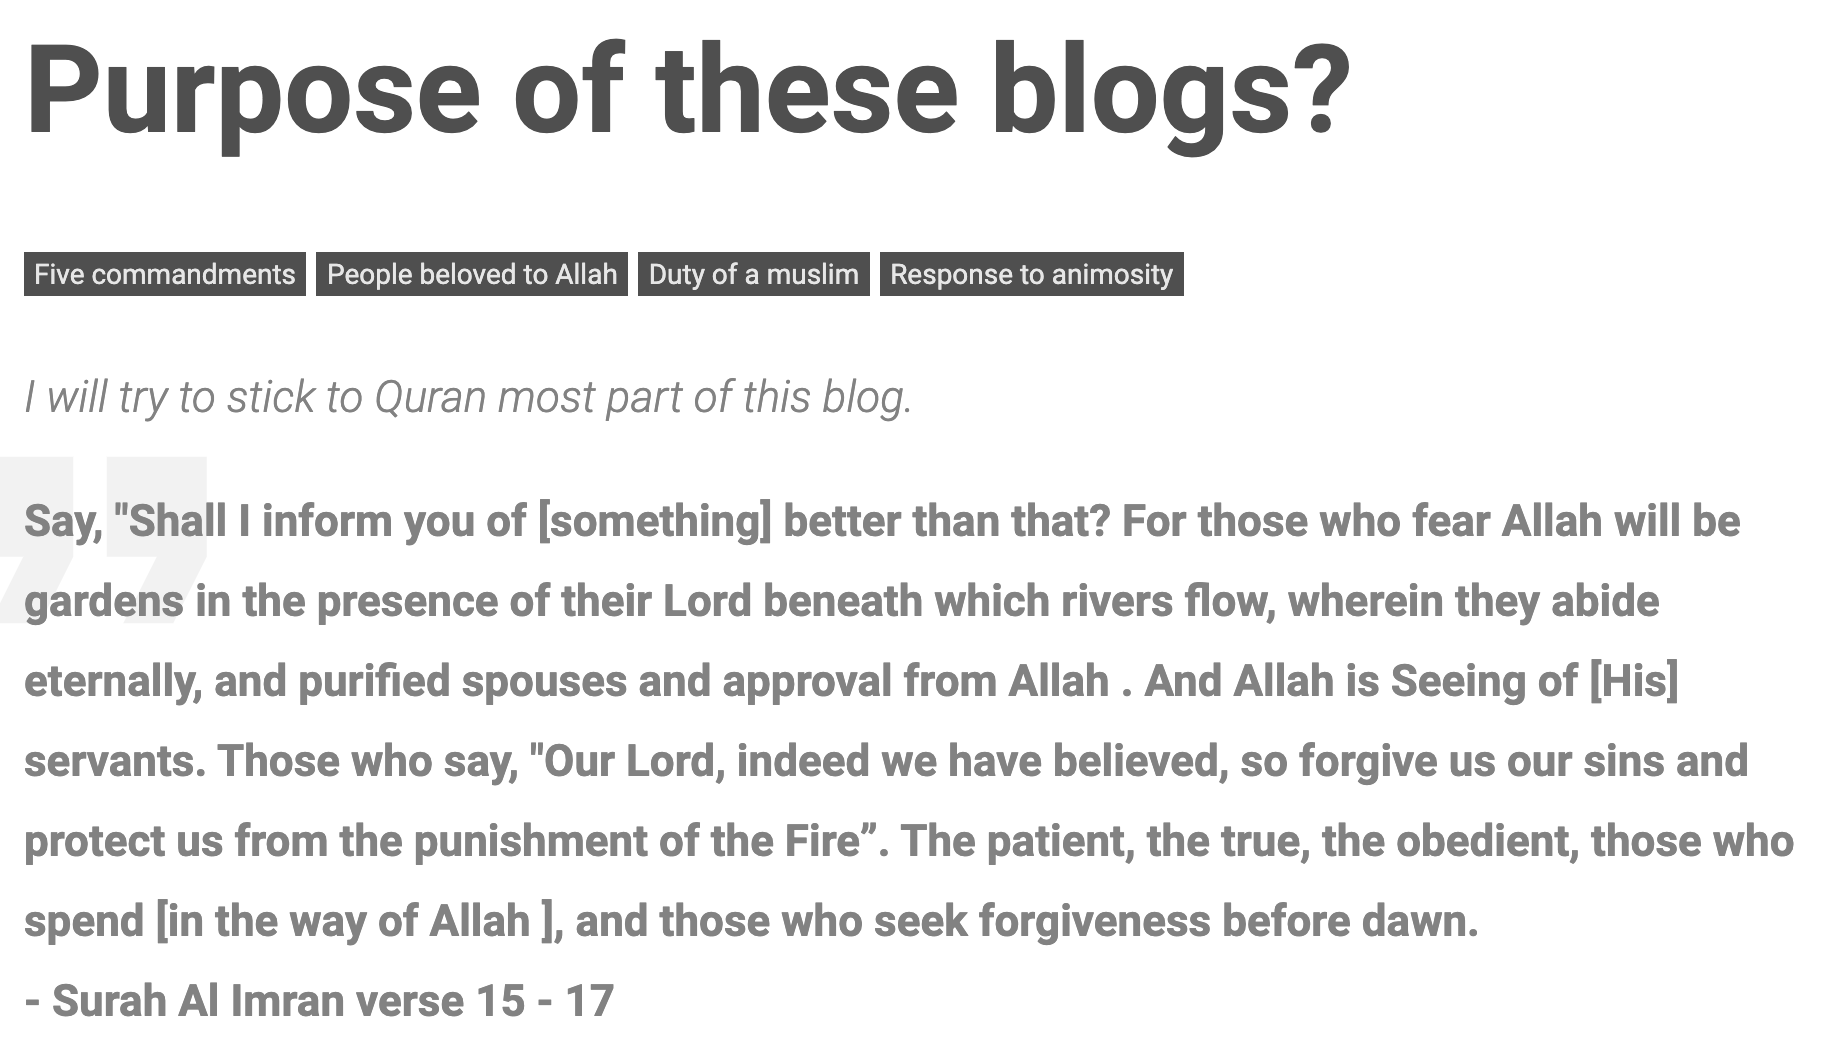 Purpose of these blogs?
Five commandments People beloved to Allah Duty of a muslim Response to animosity
I will try to stick to Quran most part of this blog.
Say, "Shall I inform you of [something] better than that? For those who fear Allah will be
gardens in the presence of their Lord beneath which rivers flow, wherein they abide
eternally, and purified spouses and approval from Allah . And Allah is Seeing of [His]
servants. Those who say, "Our Lord, indeed we have believed, so forgive us our sins and
protect us from the punishment of the Fire”. The patient, the true, the obedient, those who
spend [in the way of Allah ], and those who seek forgiveness before dawn.
- Surah Al Imran verse 15 - 17